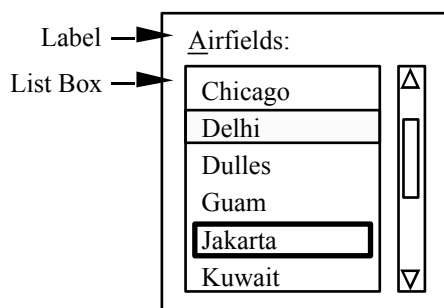 Label
Airfields:
List Box
Chicago
Delhi
Dulles
Guam
Jakarta
Kuwait